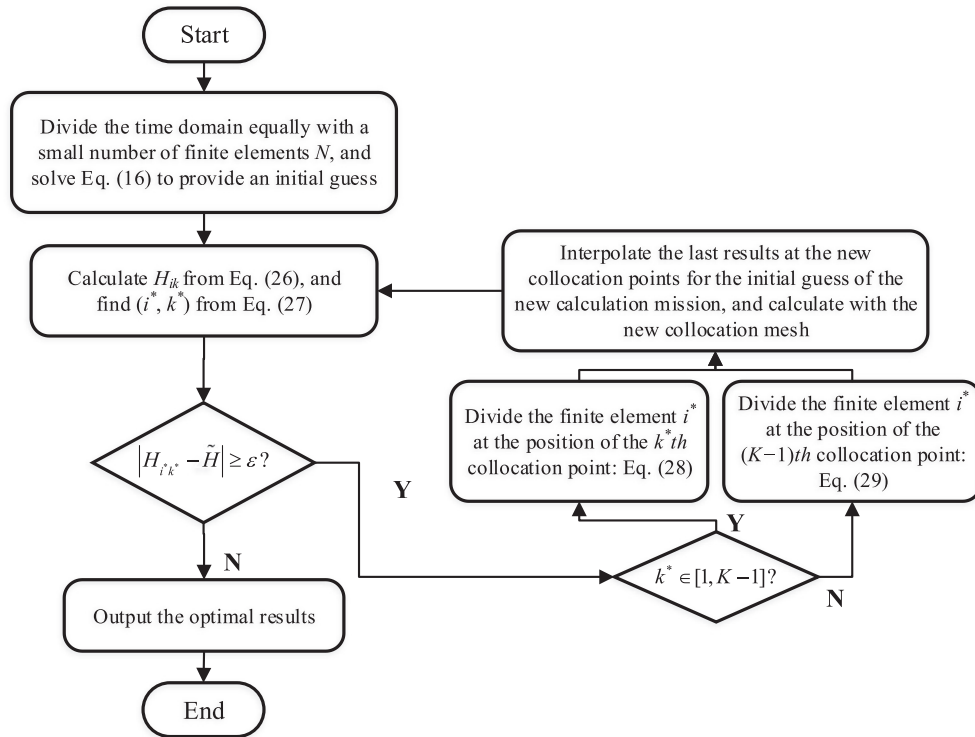 Start
Divide the time domain equally with a
small number of finite elements N, and
solve Eq. (16) to provide an initial guess
Calculate H_{ik} from Eq. (26), and
find (i^*, k^*) from Eq. (27)
Interpolate the last results at the new
collocation points for the initial guess of the
new calculation mission, and calculate with the
new collocation mesh
Divide the finite element i^*
at the position of the k^*th
collocation point: Eq. (28)
Divide the finite element i^*
at the position of the
(K−1)th collocation point:
Eq. (29)
|H_{i^*k^*} − H̃| ≥ ε?
Y
Y
k^* ∈ [1, K−1]?
N
N
Output the optimal results
End